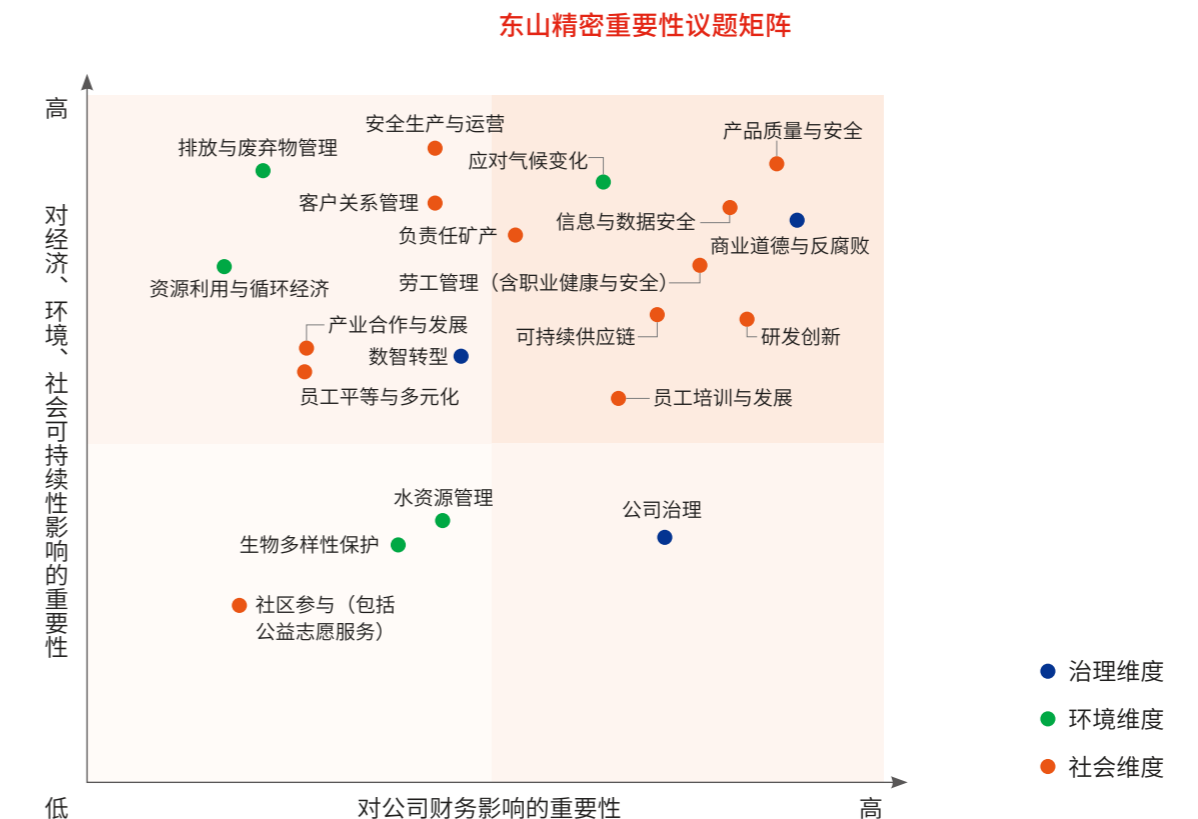 东山精密重要性议题矩阵
高
对经济、环境、社会可持续性影响的重要性
安全生产与运营
产品质量与安全
排放与废弃物管理
应对气候变化
客户关系管理
信息与数据安全
负责任矿产
商业道德与反腐败
劳工管理（含职业健康与安全）
资源利用与循环经济
产业合作与发展
可持续供应链
研发创新
数智转型
员工平等与多元化
员工培训与发展
水资源管理
公司治理
生物多样性保护
社区参与（包括
公益志愿服务）
治理维度
环境维度
社会维度
低
对公司财务影响的重要性
高